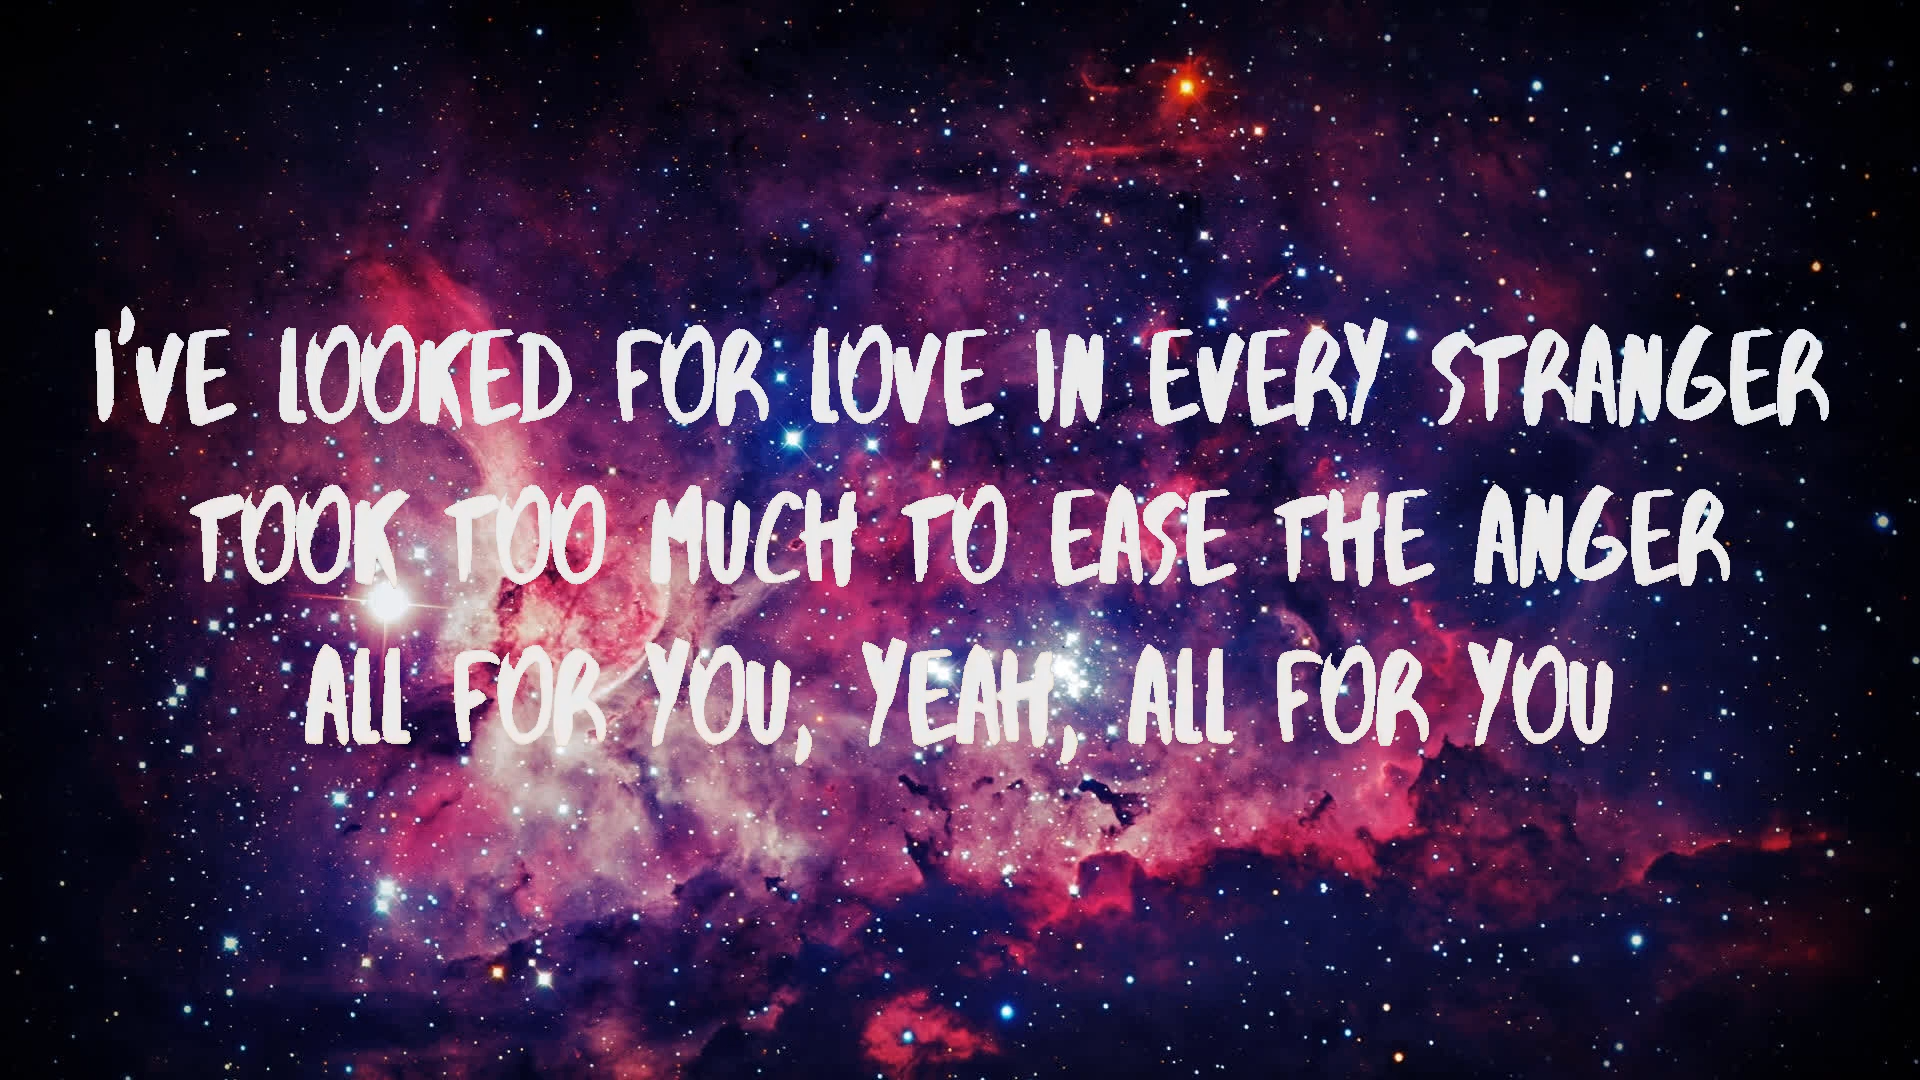 I'VE LOOKED FOR LOVE IN EVERY STRANGER
TOOK TOO MUCH TO EASE THE ANGER
ALL FOR YOU, YEAH, ALL FOR YOU